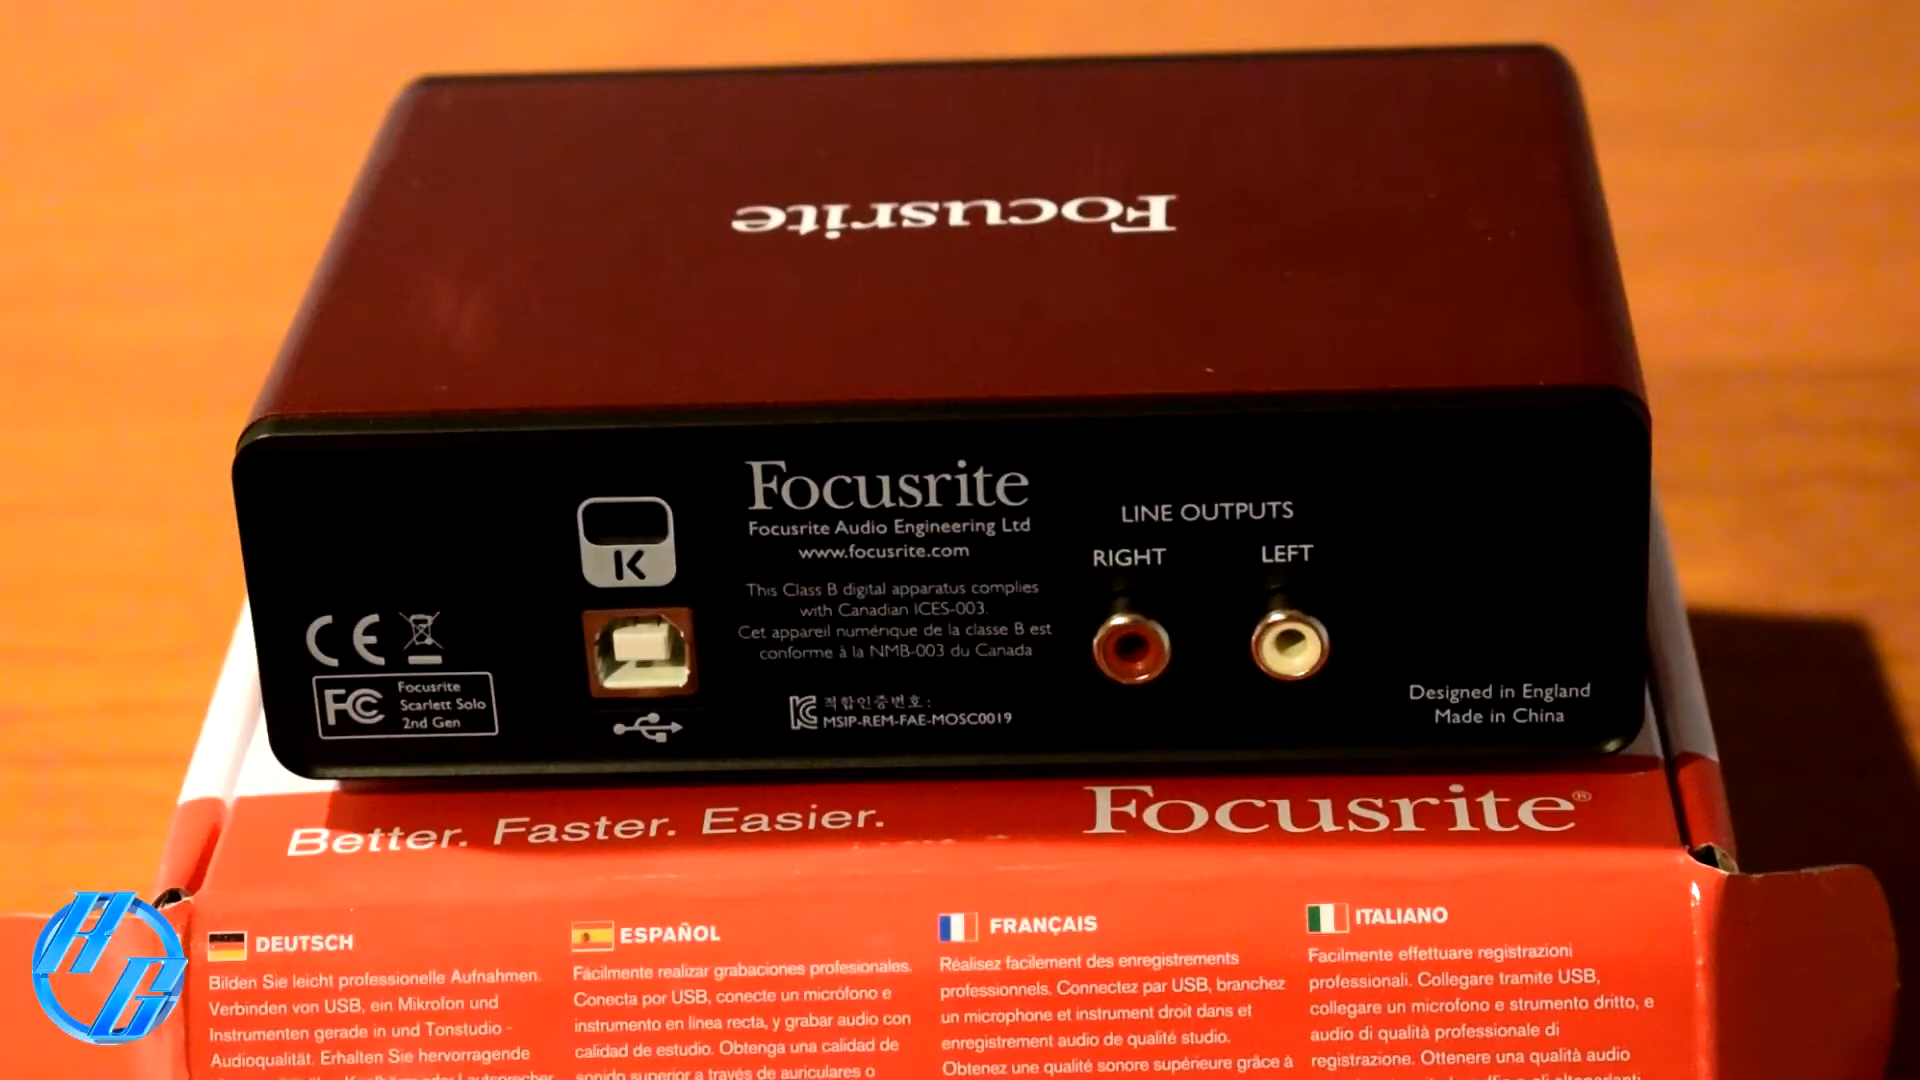 Focusrite
Focusrite
Focusrite Audio Engineering Ltd
www.focusrite.com
This Class B digital apparatus complies
with Canadian ICES-003.
Cet appareil numérique de la classe B est
conforme à la NMB-003 du Canada
적합인증번호:
MSIP-REM-FAE-MOSC0019
K
CE
FC
Focusrite
Scarlett Solo
2nd Gen
LINE OUTPUTS
RIGHT
LEFT
Designed in England
Made in China
Better. Faster. Easier.
Focusrite®
DEUTSCH
Bilden Sie leicht professionelle Aufnahmen.
Verbinden von USB, ein Mikrofon und
Instrumenten gerade in und Tonstudio -
Audioqualität. Erhalten Sie hervorragende
ESPAÑOL
Fácilmente realizar grabaciones profesionales.
Conecta por USB, conecte un micrófono e
instrumento en línea recta, y grabar audio con
calidad de estudio. Obtenga una calidad de
sonido superior a través de auriculares o
FRANÇAIS
Réalisez facilement des enregistrements
professionnels. Connectez par USB, branchez
un microphone et instrument droit dans et
enregistrement audio de qualité studio.
Obtenez une qualité sonore supérieure grâce à
ITALIANO
Facilmente effettuare registrazioni
professionali. Collegare tramite USB,
collegare un microfono e strumento dritto, e
audio di qualità professionale di
registrazione. Ottenere una qualità audio
HC